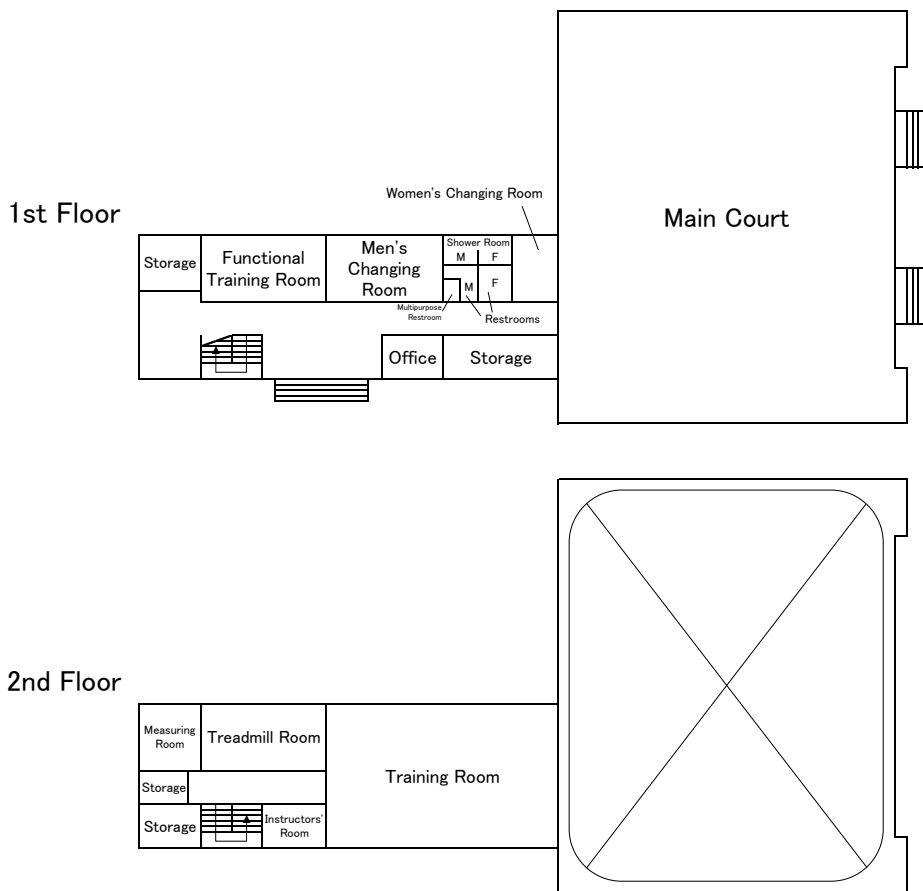 1st Floor
Women's Changing Room
Main Court
Storage
Functional
Training Room
Men's
Changing
Room
Shower Room
M F
M
F
Multipurpose
Restroom
Restrooms
Office
Storage
2nd Floor
Measuring
Room
Treadmill Room
Training Room
Storage
Storage
Instructors'
Room